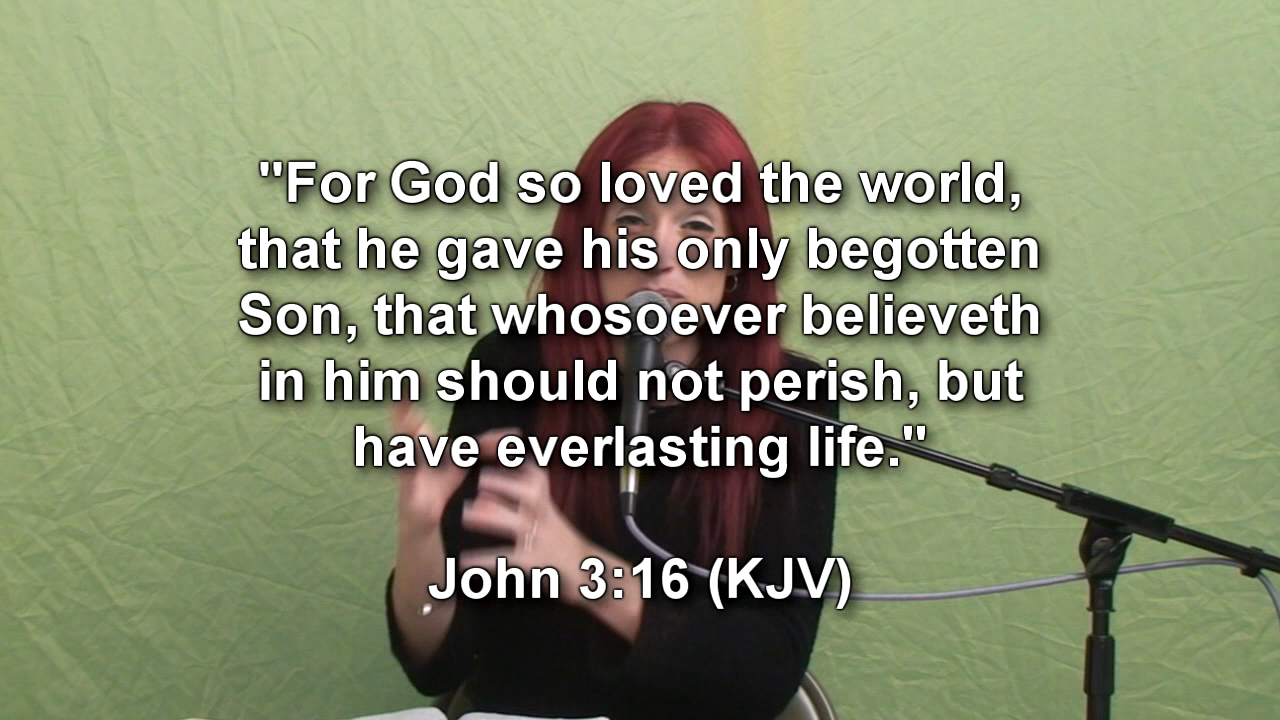 "For God so loved the world,
that he gave his only begotten
Son, that whosoever believeth
in him should not perish, but
have everlasting life."
John 3:16 (KJV)